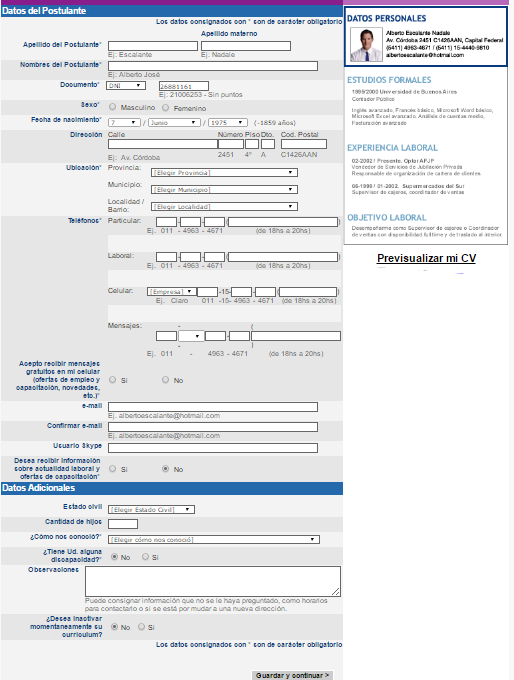 Datos del Postulante
Los datos consignados con * son de carácter obligatorio
Apellido materno
Apellido del Postulante*
Ej: Escalante
Ej: Nadale
Nombres del Postulante*
Ej: Alberto José
Documento* DNI 26881161
Ej: 21006253 - Sin puntos
Sexo* Masculino Femenino
Fecha de nacimiento* 7 / Junio / 1975 (-1859 años)
Dirección Calle Número Piso Dto. Cod. Postal
Ej: Av. Córdoba 2451 4º A C1426AAN
Ubicación* Provincia: [Elegir Provincia]
Municipio: [Elegir Municipio]
Localidad / Barrio: [Elegir Localidad]
Teléfonos* Particular: - - (
Ej. 011 - 4963 - 4671 (de 18hs a 20hs)
Laboral: - - (
Ej. 011 - 4963 - 4671 (de 18hs a 20hs)
Celular: [Empresa] -15- - (
Ej. Claro 011 -15- 4963 - 4671 (de 18hs a 20hs)
Mensajes: - - (
Ej. 011 - 4963 - 4671 (de 18hs a 20hs)
Acepto recibir mensajes
gratuitos en mi celular
(ofertas de empleo y
capacitación, novedades,
etc.)*
Si No
e-mail
Ej. albertoescalante@hotmail.com
Confirmar e-mail
Ej. albertoescalante@hotmail.com
Usuario Skype
Desea recibir información
sobre actualidad laboral y
ofertas de capacitación*
Si No
Datos Adicionales
Estado civil [Elegir Estado Civil]
Cantidad de hijos
¿Cómo nos conoció?* [Elegir cómo nos conoció]
¿Tiene Ud. alguna
discapacidad?*
No Si
Observaciones
Puede consignar información que no se le haya preguntado, como horarios
para contactarlo o si se está por mudar a una nueva dirección.
¿Desea inactivar
momentaneamente su
curriculum?
No Si
Los datos consignados con * son de carácter obligatorio
Guardar y continuar >
DATOS PERSONALES
Alberto Escalante Nadale
Av. Córdoba 2451 C1426AAN, Capital Federal
(5411) 4963-4671 / (5411) 15-4440-9810
albertoescalante@hotmail.com
ESTUDIOS FORMALES
1999/2003 Universidad de Buenos Aires
Contador Público
Inglés avanzado, Francés básico, Microsoft Word básico,
Microsoft Excel avanzado. Análisis de cuentas medio,
Facturación avanzado
EXPERIENCIA LABORAL
02-2002 / Presente, Optar AFJP
Vendedor de Servicios de Jubilación Privada
Responsable de organización de cartera de clientes.
06-1999 / 01-2002, Supermercados del Sur
Supervisor de cajeros, coordinador de ventas
OBJETIVO LABORAL
Desempeñarme como Supervisor de cajeros o Coordinador
de ventas con disponibilidad fulltime y de traslado al interior.
Previsualizar mi CV